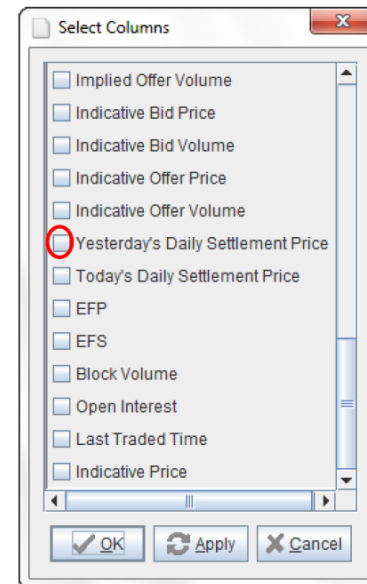 Select Columns
Implied Offer Volume
Indicative Bid Price
Indicative Bid Volume
Indicative Offer Price
Indicative Offer Volume
Yesterday's Daily Settlement Price
Today's Daily Settlement Price
EFP
EFS
Block Volume
Open Interest
Last Traded Time
Indicative Price
OK Apply Cancel